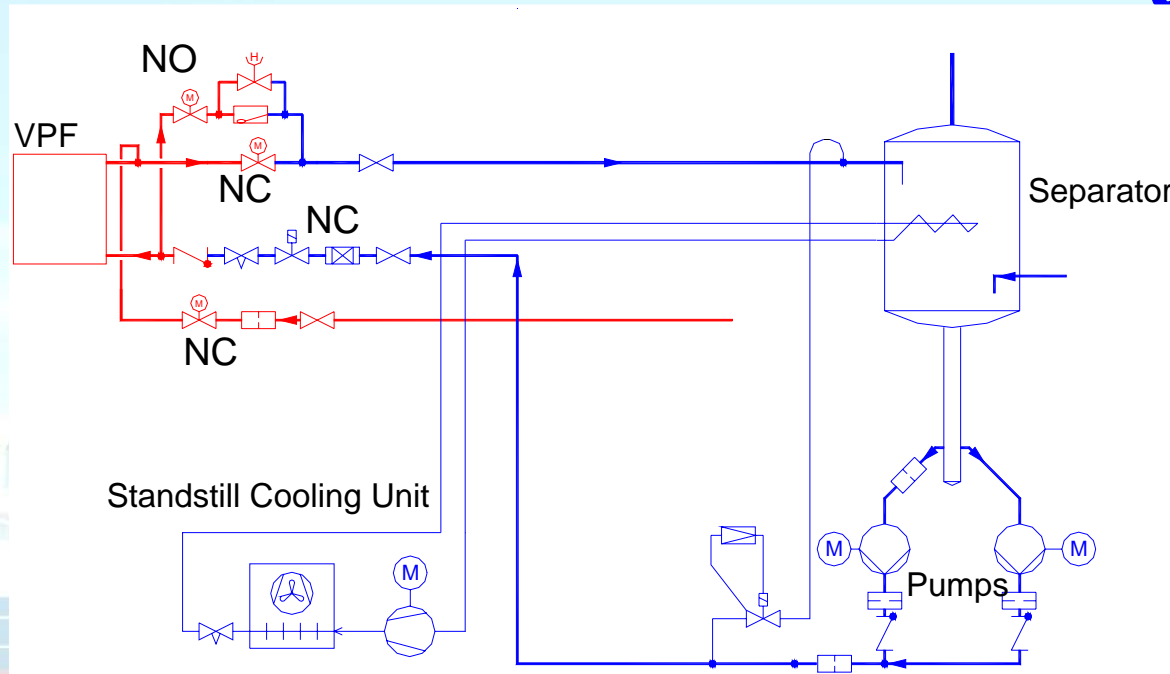 NO
H
M
VPF
M
NC
NC
Separator
M
NC
Standstill Cooling Unit
M
M
M
Pumps